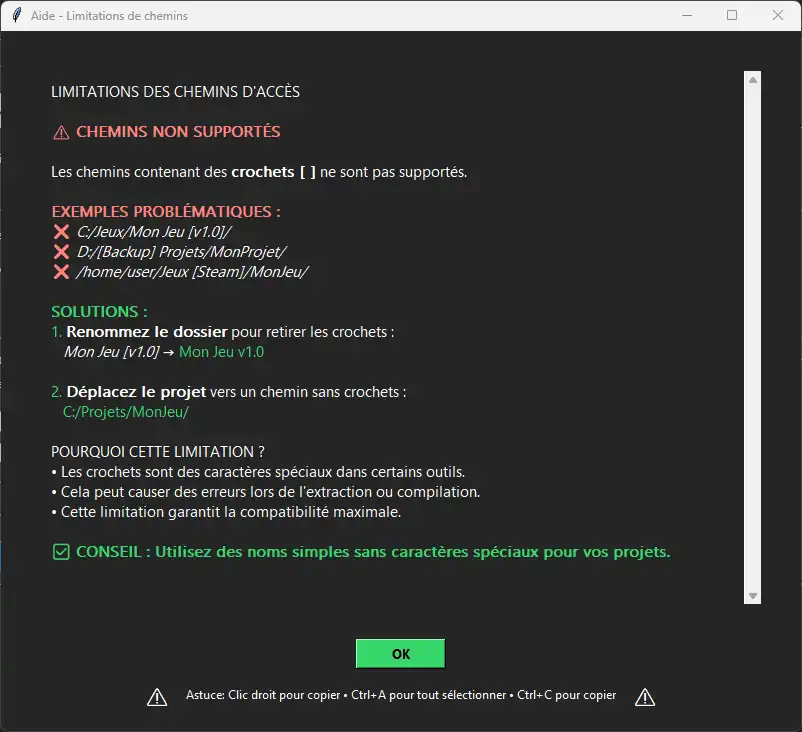 Aide - Limitations de chemins
LIMITATIONS DES CHEMINS D'ACCÈS
⚠ CHEMINS NON SUPPORTÉS
Les chemins contenant des crochets [ ] ne sont pas supportés.
EXEMPLES PROBLÉMATIQUES :
❌ C:/Jeux/Mon Jeu [v1.0]/
❌ D:/[Backup] Projets/MonProjet/
❌ /home/user/Jeux [Steam]/MonJeu/
SOLUTIONS :
1. Renommez le dossier pour retirer les crochets :
Mon Jeu [v1.0] → Mon Jeu v1.0
2. Déplacez le projet vers un chemin sans crochets :
C:/Projets/MonJeu/
POURQUOI CETTE LIMITATION ?
• Les crochets sont des caractères spéciaux dans certains outils.
• Cela peut causer des erreurs lors de l'extraction ou compilation.
• Cette limitation garantit la compatibilité maximale.
☑ CONSEIL : Utilisez des noms simples sans caractères spéciaux pour vos projets.
OK
⚠ Astuce: Clic droit pour copier • Ctrl+A pour tout sélectionner • Ctrl+C pour copier ⚠